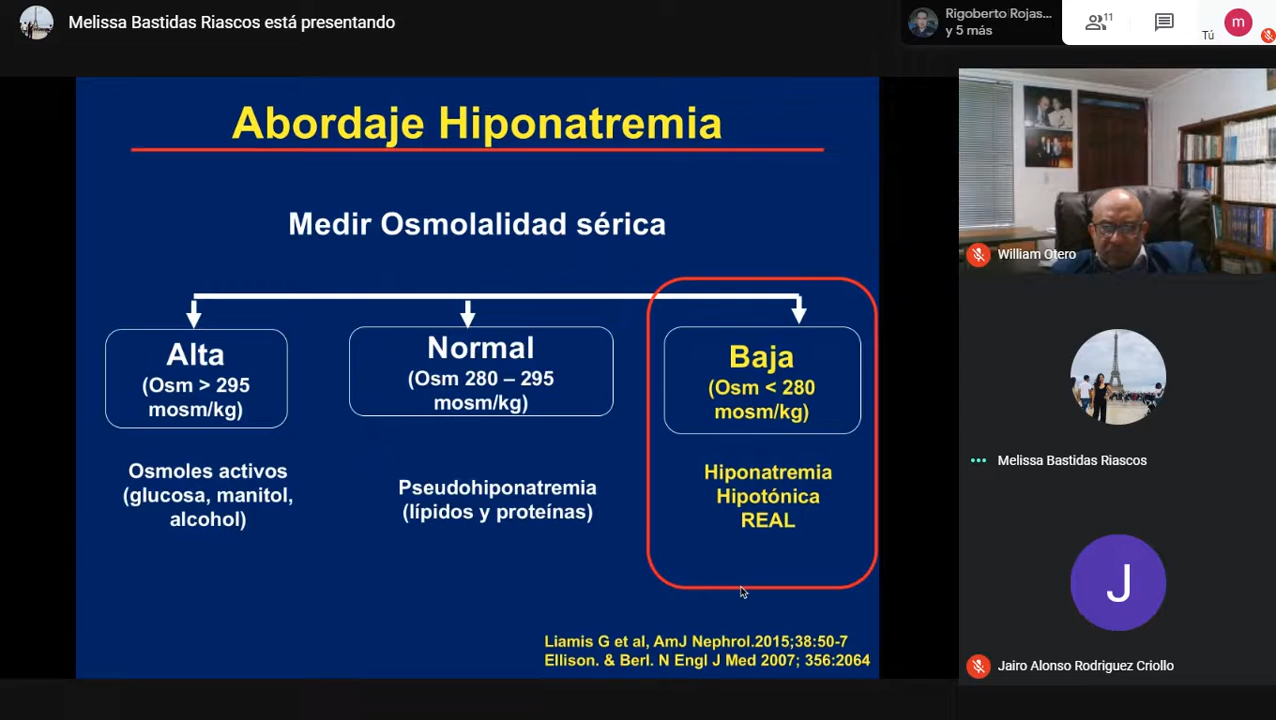 Melissa Bastidas Riascos está presentando
Rigoberto Rojas...
y 5 más
11
Tú
m
Abordaje Hiponatremia
Medir Osmolalidad sérica
Alta
(Osm > 295
mosm/kg)
Normal
(Osm 280 – 295
mosm/kg)
Baja
(Osm < 280
mosm/kg)
Osmoles activos
(glucosa, manitol,
alcohol)
Pseudohiponatremia
(lípidos y proteínas)
Hiponatremia
Hipotónica
REAL
Liamis G et al, AmJ Nephrol.2015;38:50-7
Ellison. & Berl. N Engl J Med 2007; 356:2064
William Otero
Melissa Bastidas Riascos
J
Jairo Alonso Rodriguez Criollo